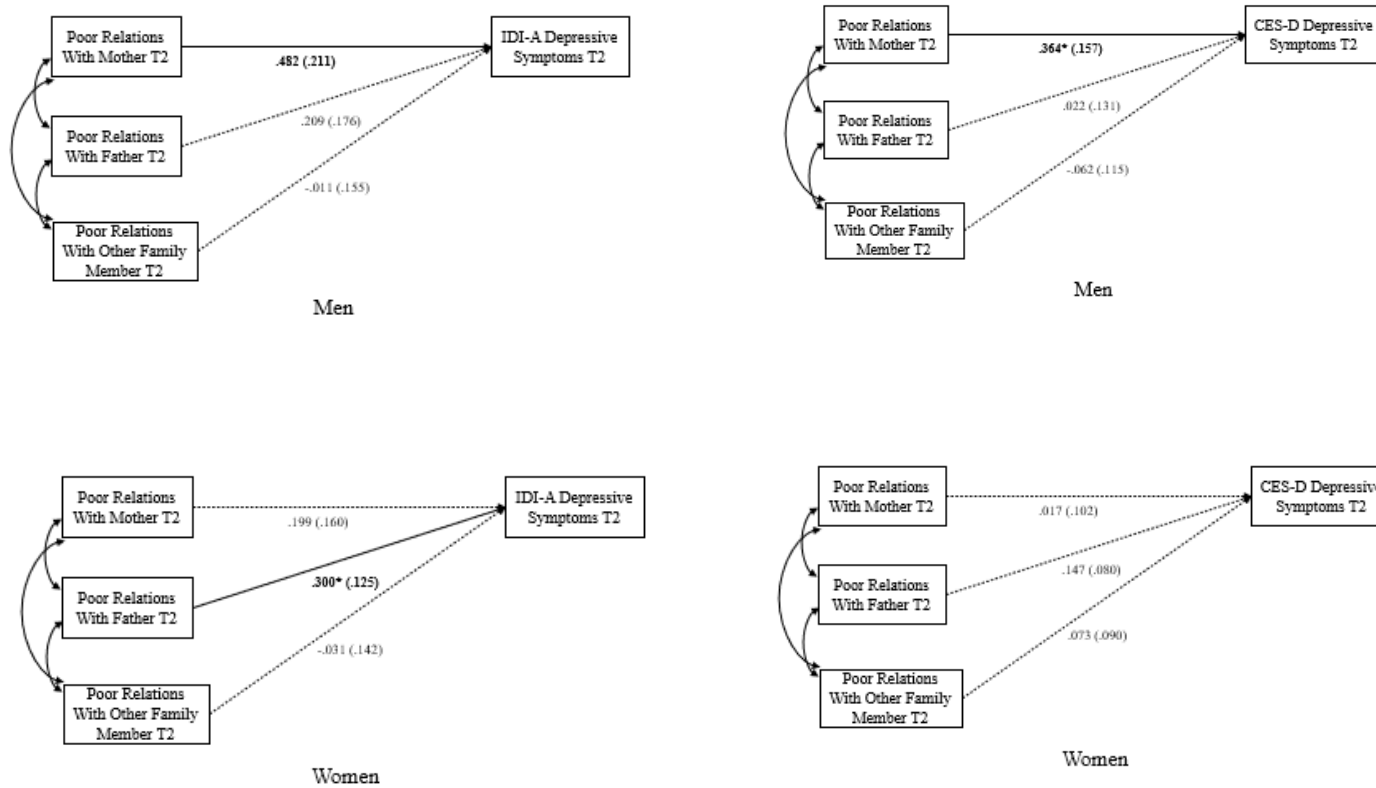 Poor Relations
With Mother T2
IDI-A Depressive
Symptoms T2
.482 (.211)
Poor Relations
With Father T2
.209 (.176)
-.011 (.155)
Poor Relations
With Other Family
Member T2
Men
Poor Relations
With Mother T2
CES-D Depressive
Symptoms T2
.364* (.157)
Poor Relations
With Father T2
.022 (.131)
-.062 (.115)
Poor Relations
With Other Family
Member T2
Men
Poor Relations
With Mother T2
IDI-A Depressive
Symptoms T2
.199 (.160)
Poor Relations
With Father T2
.300* (.125)
-.031 (.142)
Poor Relations
With Other Family
Member T2
Women
Poor Relations
With Mother T2
CES-D Depressive
Symptoms T2
.017 (.102)
Poor Relations
With Father T2
.147 (.080)
.073 (.090)
Poor Relations
With Other Family
Member T2
Women